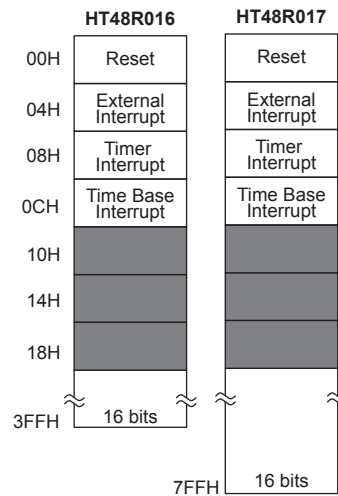 HT48R016 HT48R017
00H Reset Reset
04H External Interrupt External Interrupt
08H Timer Interrupt Timer Interrupt
0CH Time Base Interrupt Time Base Interrupt
10H
14H
18H
3FFH 16 bits
7FFH 16 bits